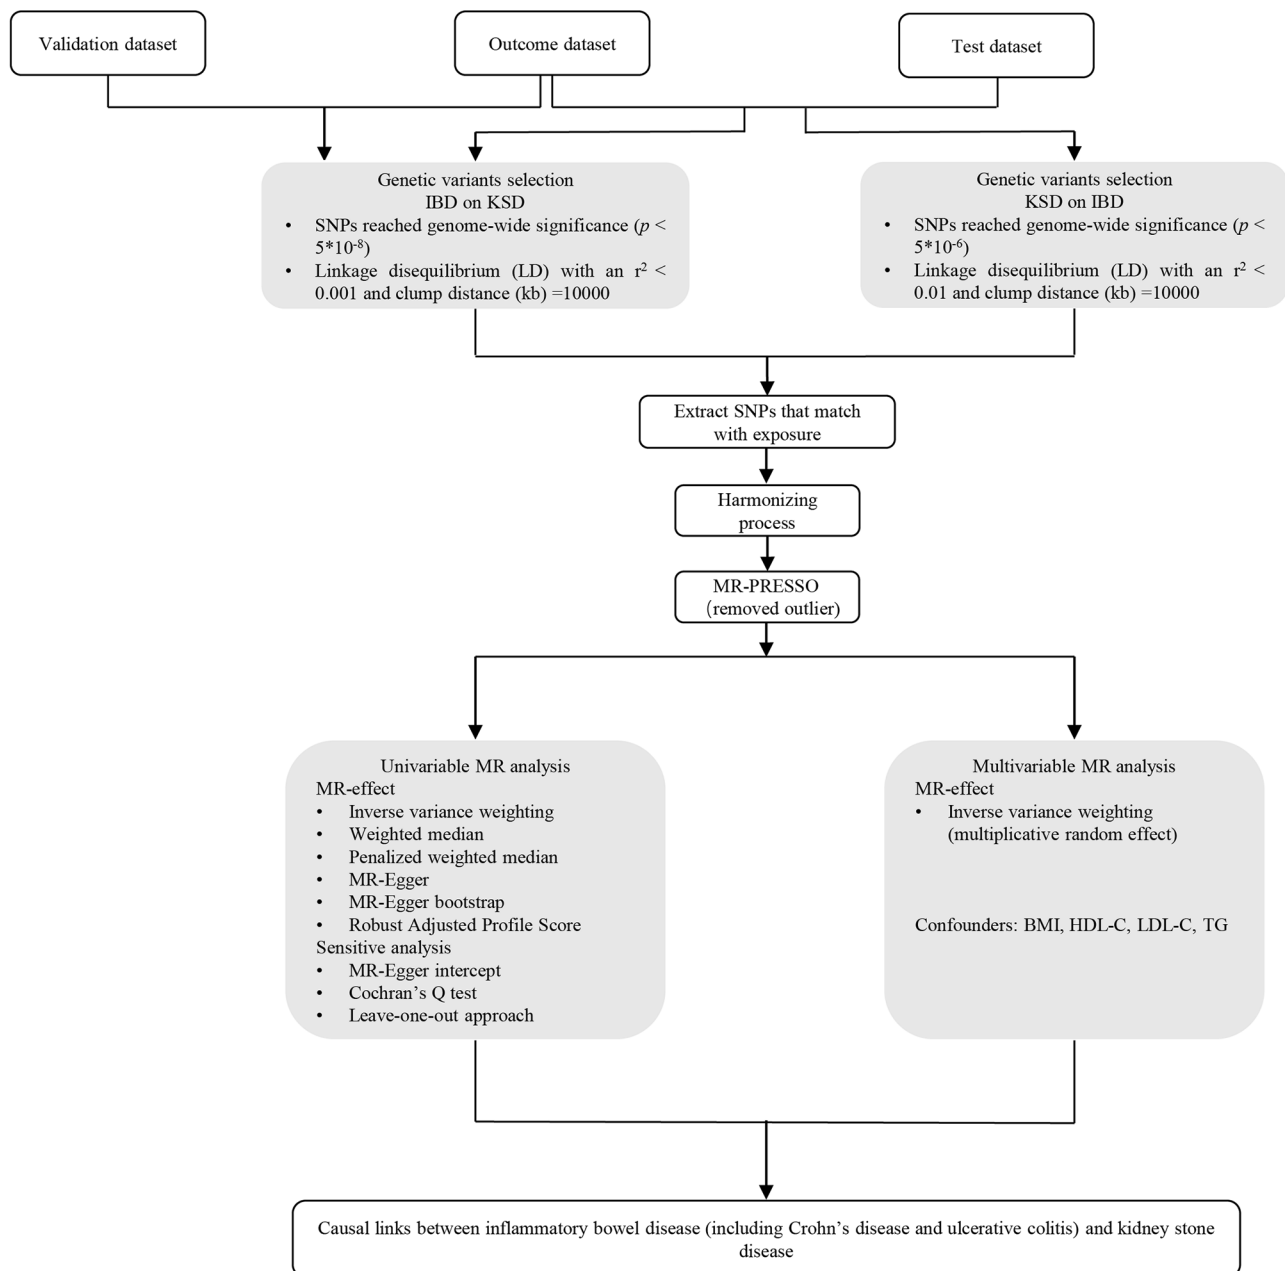 Validation dataset
Outcome dataset
Test dataset
Genetic variants selection
IBD on KSD
• SNPs reached genome-wide significance (p <
5*10⁻⁸)
• Linkage disequilibrium (LD) with an r² <
0.001 and clump distance (kb) =10000
Genetic variants selection
KSD on IBD
• SNPs reached genome-wide significance (p <
5*10⁻⁶)
• Linkage disequilibrium (LD) with an r² <
0.01 and clump distance (kb) =10000
Extract SNPs that match
with exposure
Harmonizing
process
MR-PRESSO
（removed outlier)
Univariable MR analysis
MR-effect
• Inverse variance weighting
• Weighted median
• Penalized weighted median
• MR-Egger
• MR-Egger bootstrap
• Robust Adjusted Profile Score
Sensitive analysis
• MR-Egger intercept
• Cochran’s Q test
• Leave-one-out approach
Multivariable MR analysis
MR-effect
• Inverse variance weighting
(multiplicative random effect)
Confounders: BMI, HDL-C, LDL-C, TG
Causal links between inflammatory bowel disease (including Crohn’s disease and ulcerative colitis) and kidney stone
disease